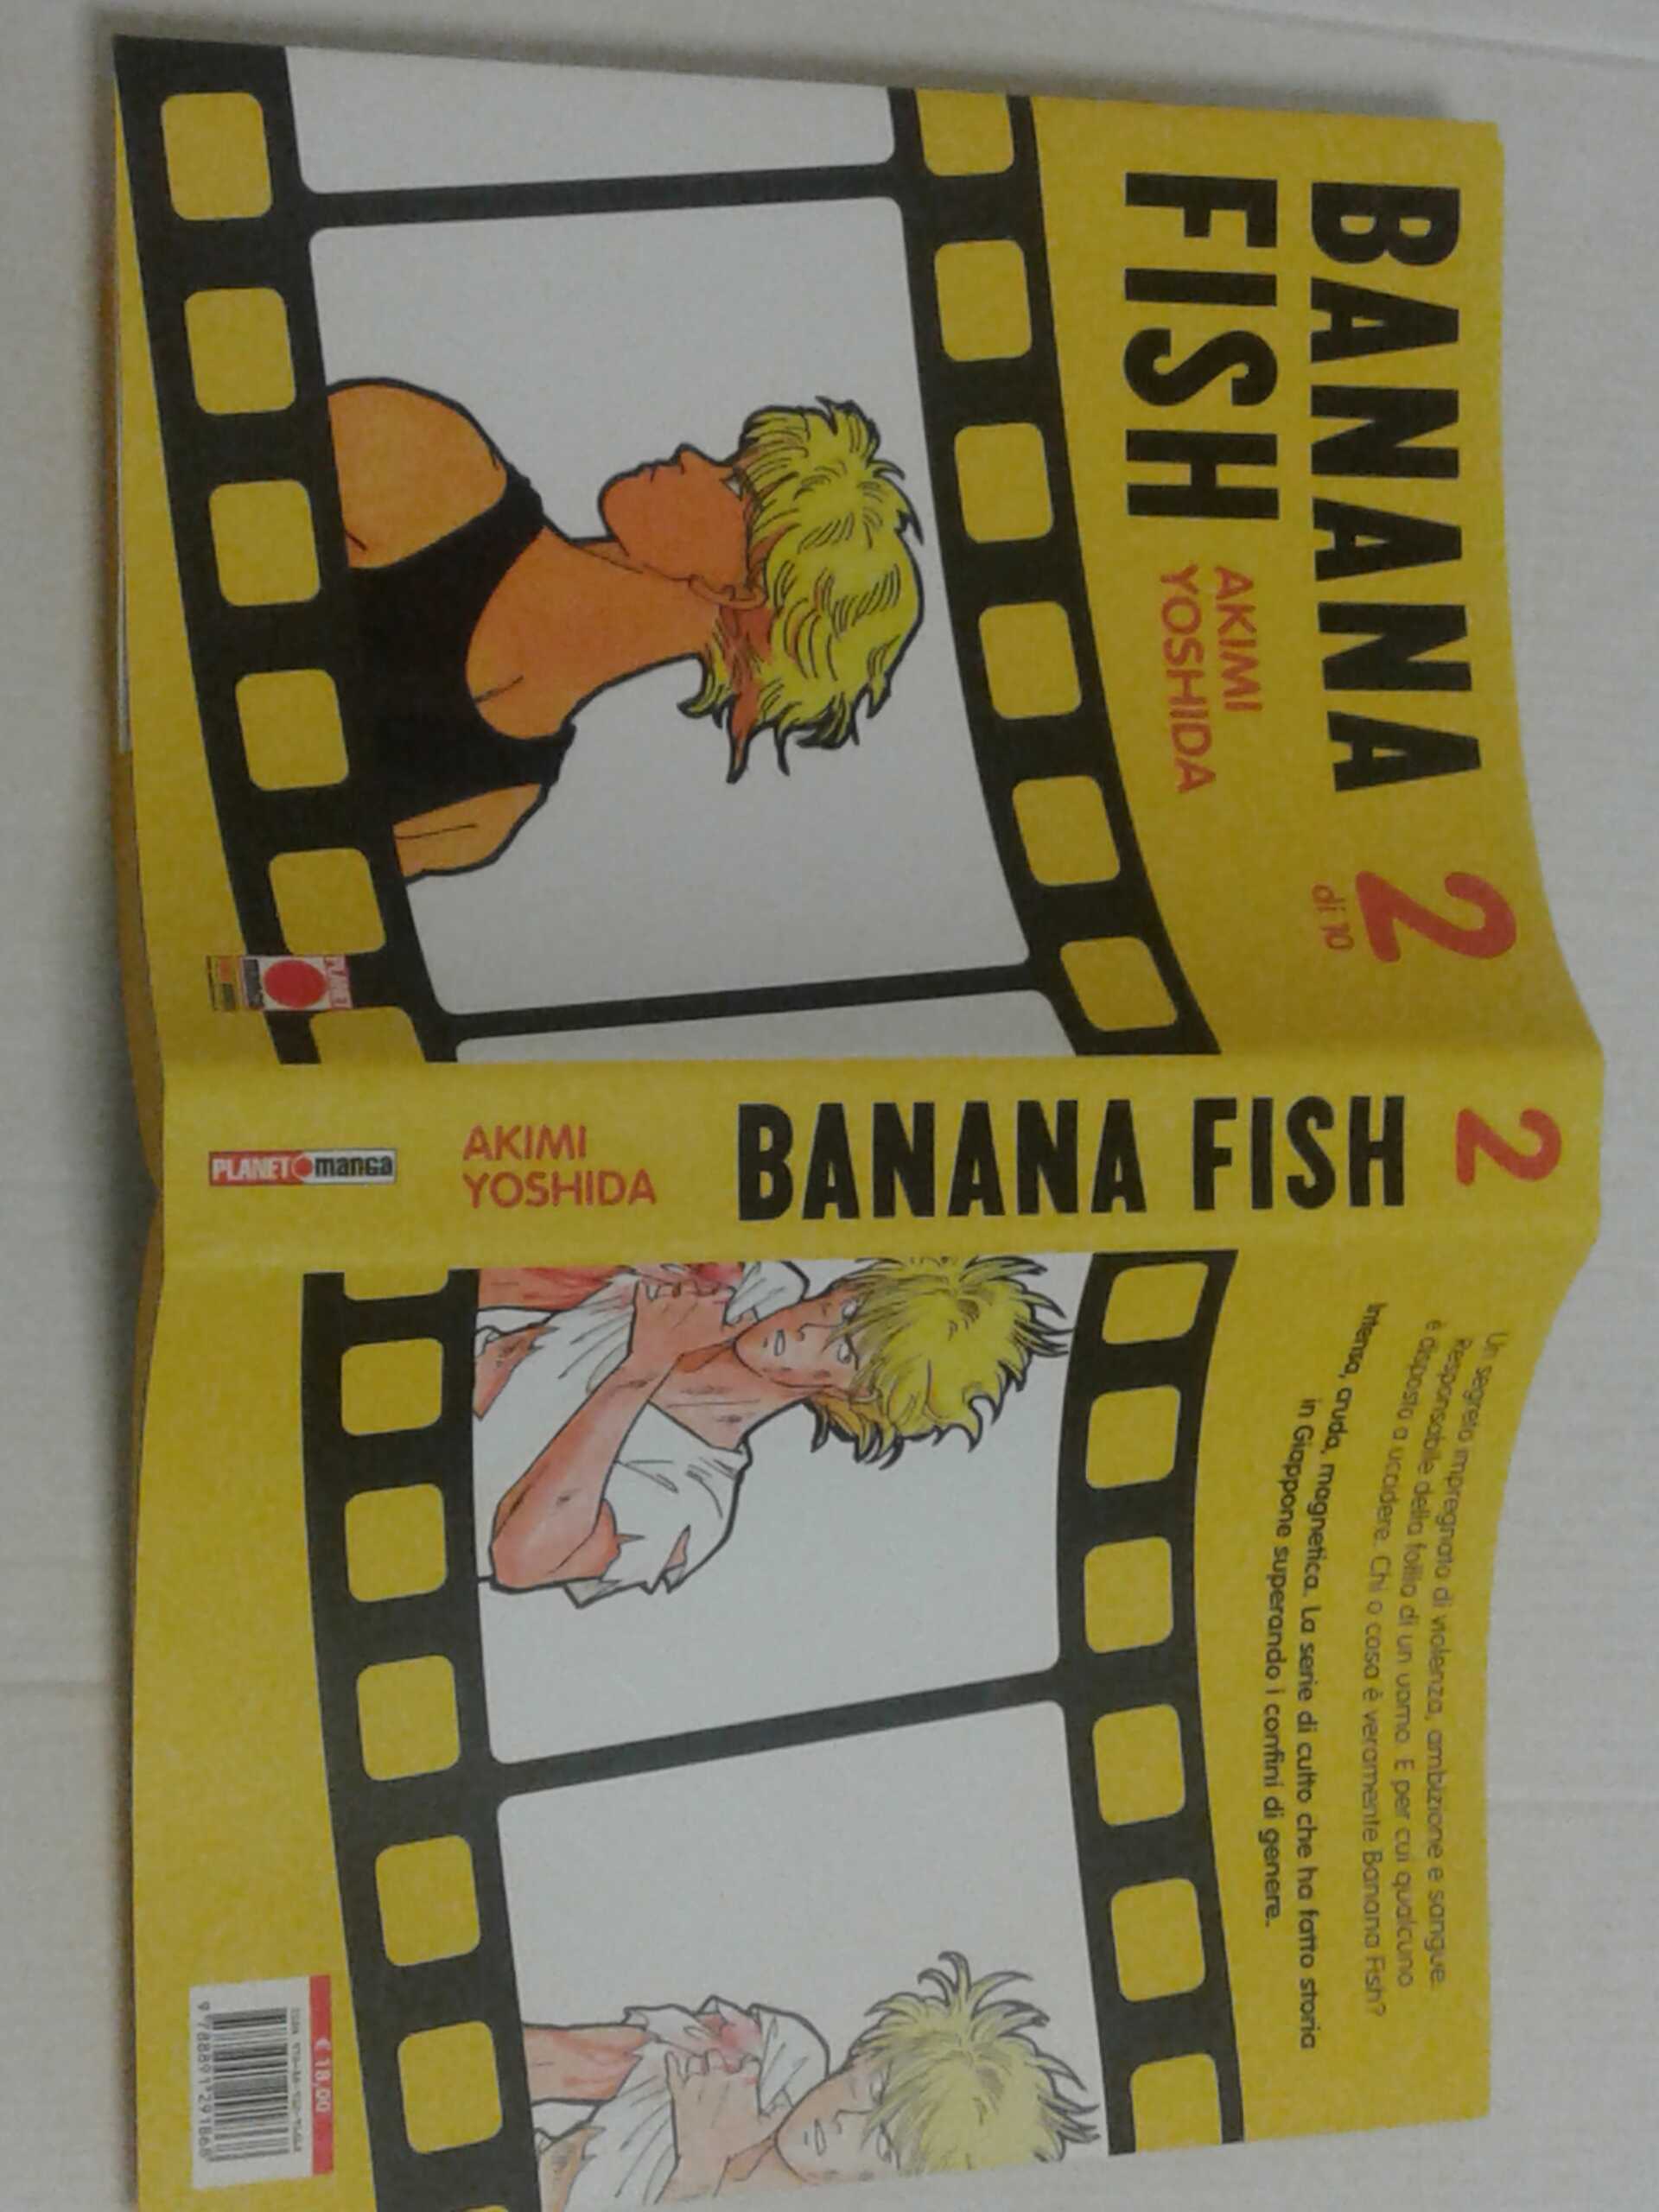 BANANA
FISH
AKIMI
YOSHIDA
2
di 10
2
BANANA FISH
AKIMI
YOSHIDA
PLANET manga
Un segreto impregnato di violenza, ambizione e sangue.
Responsabile della follia di un uomo. E per cui qualcuno
è disposto a uccidere. Chi o cosa è veramente Banana Fish?
Intensa, cruda, magnetica. La serie di culto che ha fatto storia
in Giappone superando i confini di genere.
€ 18,00